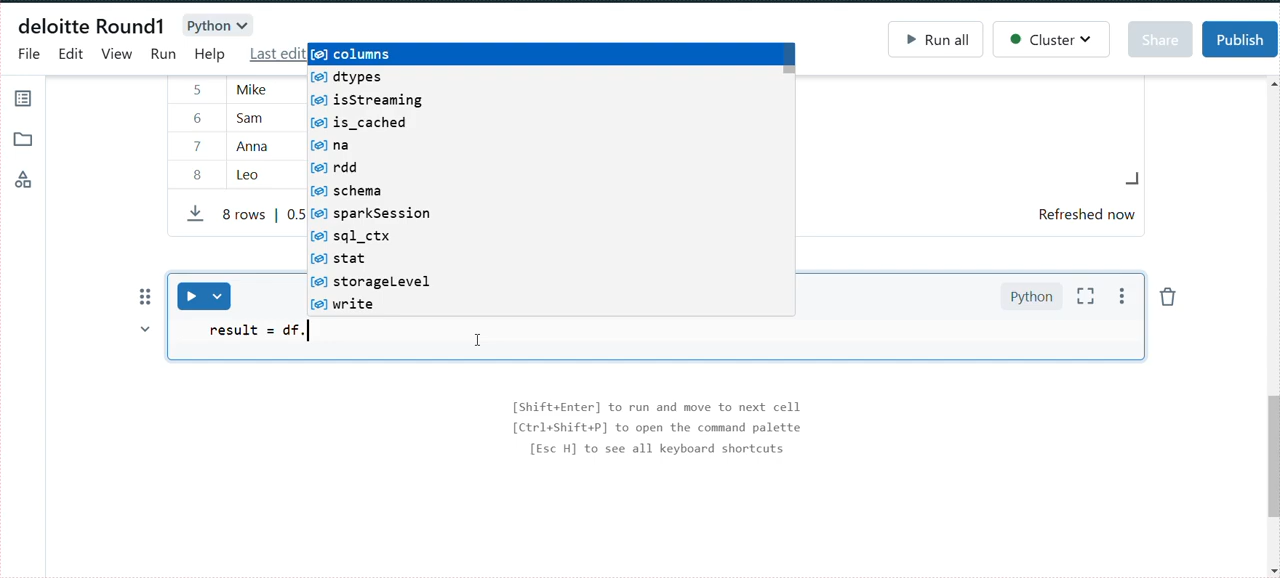 deloitte Round1 Python
File Edit View Run Help Last edit
Run all
Cluster
Share
Publish
columns
dtypes
isStreaming
is_cached
na
rdd
schema
sparkSession
sql_ctx
stat
storageLevel
write
5 Mike
6 Sam
7 Anna
8 Leo
8 rows | 0.5
Refreshed now
Python
result = df.
[Shift+Enter] to run and move to next cell
[Ctrl+Shift+P] to open the command palette
[Esc H] to see all keyboard shortcuts